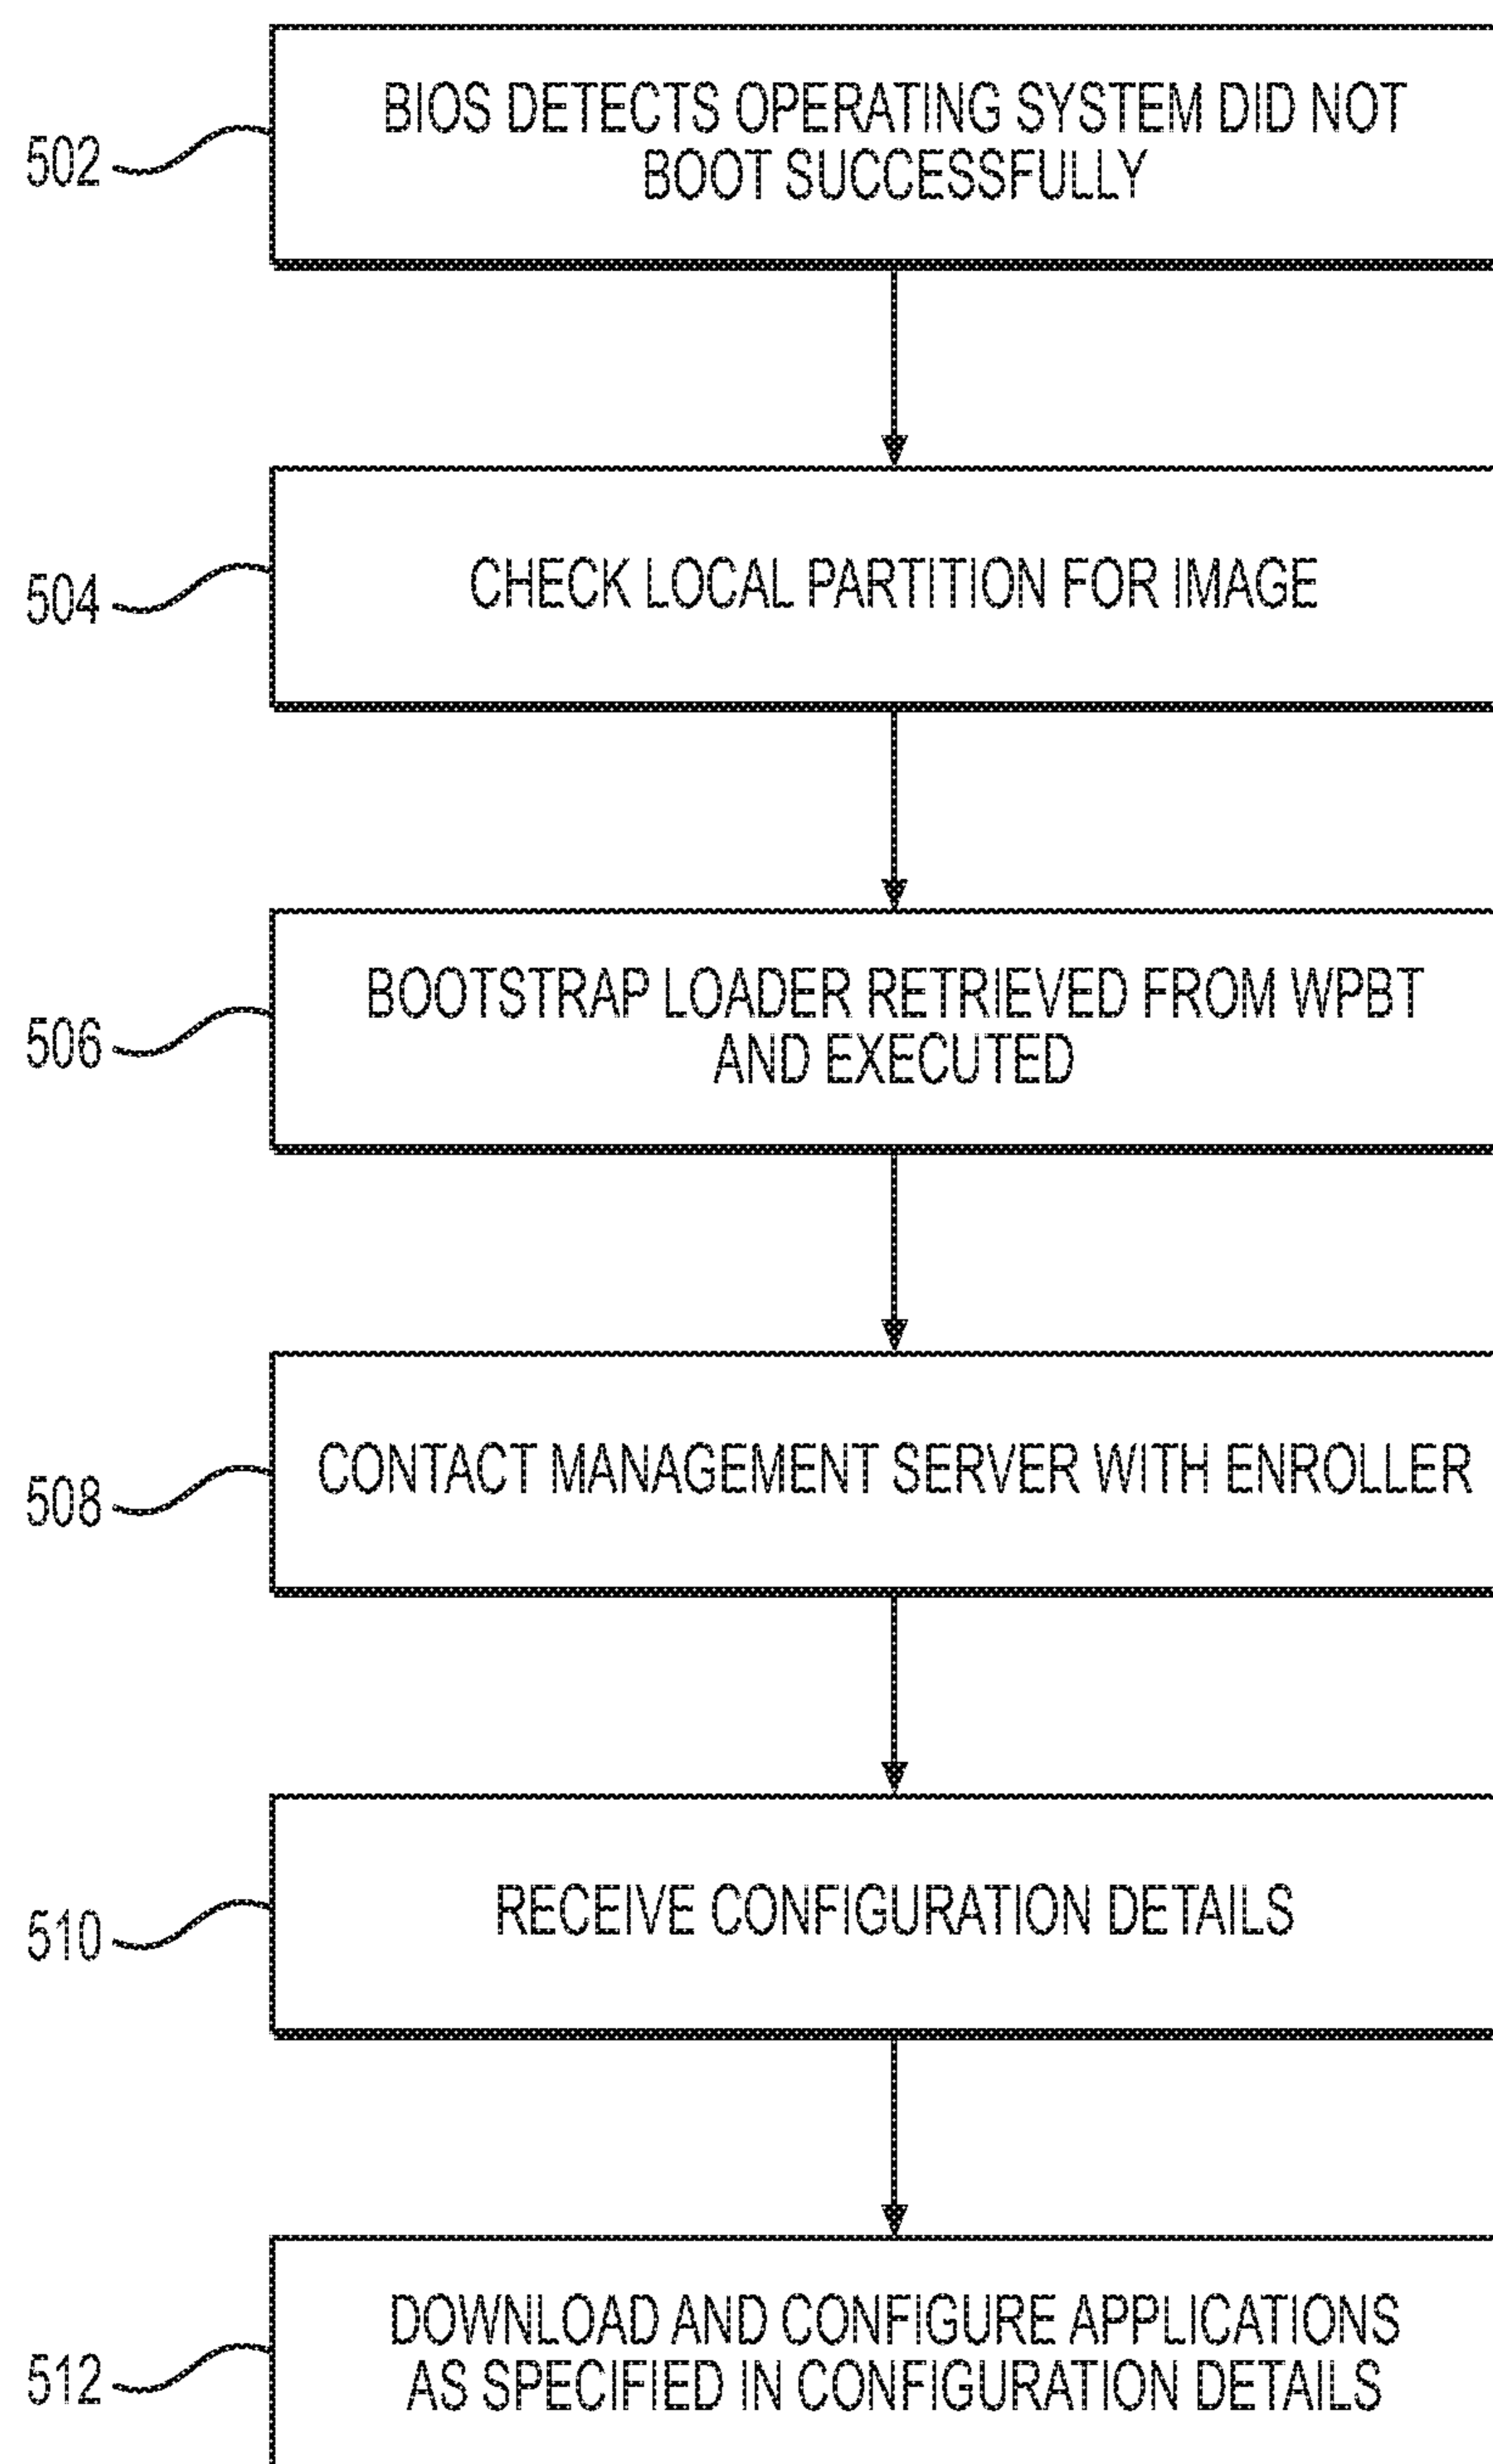 BIOS DETECTS OPERATING SYSTEM DID NOT
BOOT SUCCESSFULLY
502
CHECK LOCAL PARTITION FOR IMAGE
504
BOOTSTRAP LOADER RETRIEVED FROM WPBT
AND EXECUTED
506
CONTACT MANAGEMENT SERVER WITH ENROLLER
508
RECEIVE CONFIGURATION DETAILS
510
DOWNLOAD AND CONFIGURE APPLICATIONS
AS SPECIFIED IN CONFIGURATION DETAILS
512